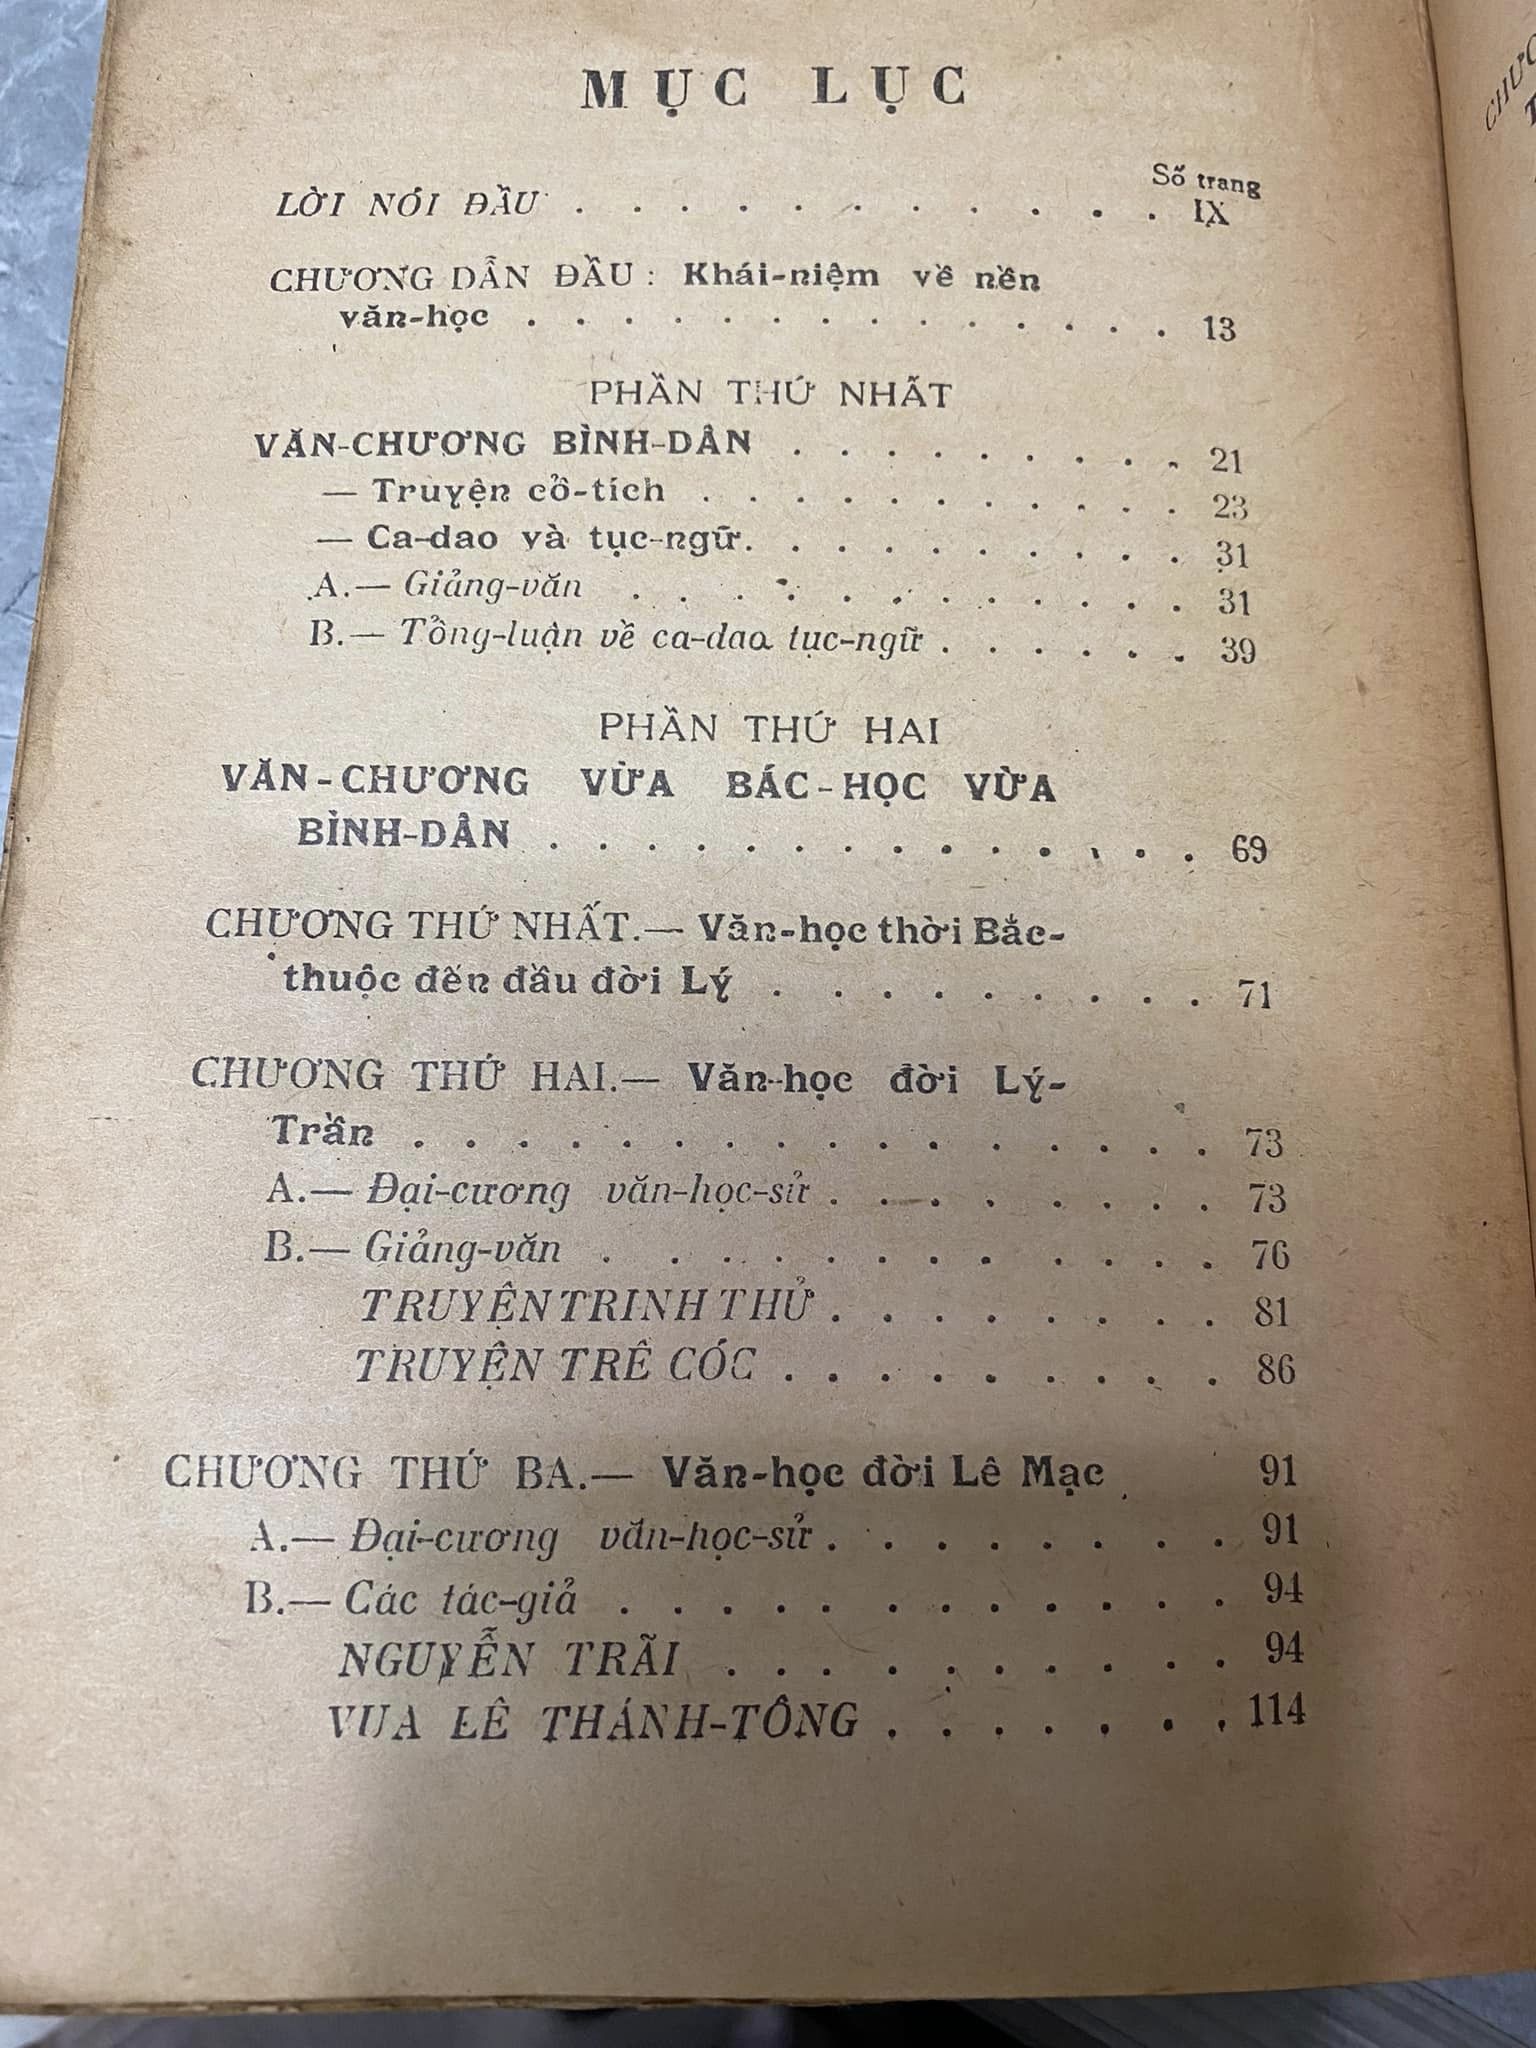 MỤC LỤC
Số trang
LỜI NÓI ĐẦU . . . . . . . . . . . . IX
CHƯƠNG DẪN ĐẦU : Khái-niệm về nền
văn-học . . . . . . . . . . . . . . 13
PHẦN THỨ NHẤT
VĂN-CHƯƠNG BÌNH-DÂN . . . . . . . . . 21
— Truyện cổ-tích . . . . . . . . . . . 23
— Ca-dao và tục-ngữ. . . . . . . . . . 31
A.— Giảng-văn . . . . . . . . . . . . 31
B.— Tổng-luận về ca-dao tục-ngữ . . . . . . 39
PHẦN THỨ HAI
VĂN-CHƯƠNG VỪA BÁC-HỌC VỪA
BÌNH-DÂN . . . . . . . . . . . . . . 69
CHƯƠNG THỨ NHẤT.— Văn-học thời Bắc-
thuộc đến đầu đời Lý . . . . . . . . . 71
CHƯƠNG THỨ HAI.— Văn-học đời Lý-
Trần . . . . . . . . . . . . . . . . 73
A.— Đại-cương văn-học-sử . . . . . . . . 73
B.— Giảng-văn . . . . . . . . . . . . 76
TRUYỆN TRINH THỬ . . . . . . . . 81
TRUYỆN TRÊ CÓC . . . . . . . . . 86
CHƯƠNG THỨ BA.— Văn-học đời Lê Mạc 91
A.— Đại-cương văn-học-sử . . . . . . . . 91
B.— Các tác-giả . . . . . . . . . . . . 94
NGUYỄN TRÃI . . . . . . . . . . 94
VUA LÊ THÁNH-TÔNG . . . . . . . 114